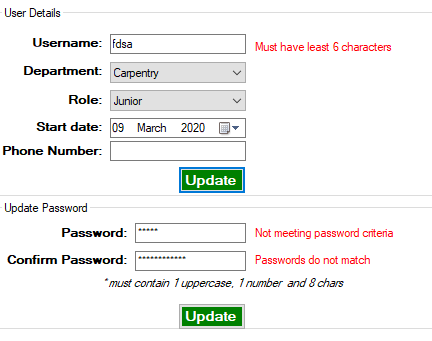 User Details
Username: fdsa Must have least 6 characters
Department: Carpentry
Role: Junior
Start date: 09 March 2020
Phone Number:
Update
Update Password
Password: ***** Not meeting password criteria
Confirm Password: ************ Passwords do not match
*must contain 1 uppercase, 1 number and 8 chars
Update